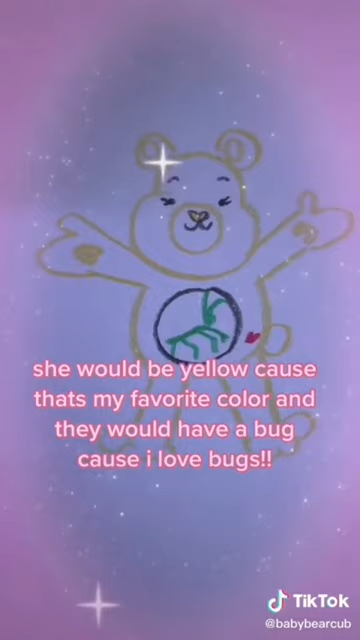 she would be yellow cause
thats my favorite color and
they would have a bug
cause i love bugs!!
TikTok
@babybearcub